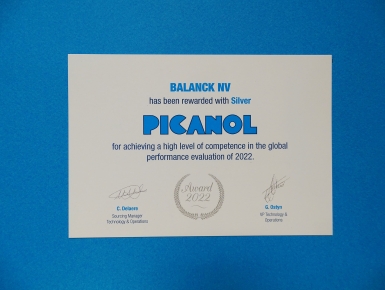 BALANCK NV
has been rewarded with Silver
PICANOL
for achieving a high level of competence in the global
performance evaluation of 2022.
Award
2022
C. Delaere
Sourcing Manager
Technology & Operations
G. Ostyn
VP Technology &
Operations